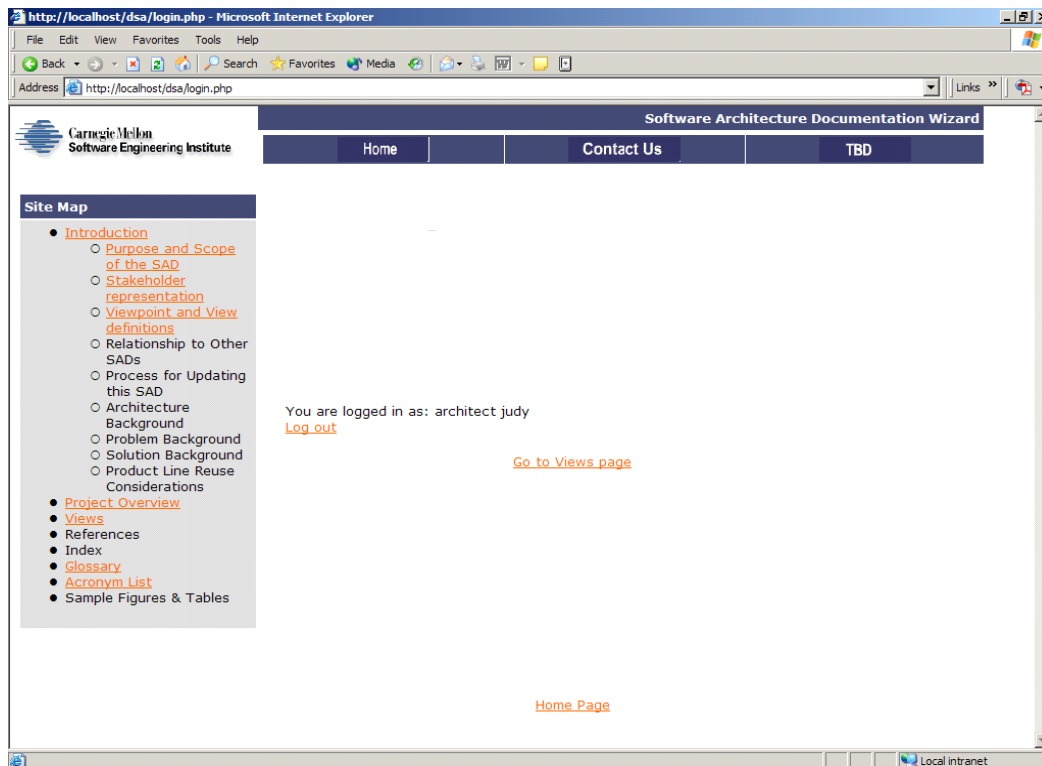 http://localhost/dsa/login.php - Microsoft Internet Explorer
File Edit View Favorites Tools Help
Back Search Favorites Media
Address http://localhost/dsa/login.php Links »
Carnegie Mellon
Software Engineering Institute
Software Architecture Documentation Wizard
Home Contact Us TBD
Site Map
Introduction
Purpose and Scope
of the SAD
Stakeholder
representation
Viewpoint and View
definitions
Relationship to Other
SADs
Process for Updating
this SAD
Architecture
Background
Problem Background
Solution Background
Product Line Reuse
Considerations
Project Overview
Views
References
Index
Glossary
Acronym List
Sample Figures & Tables
You are logged in as: architect judy
Log out
Go to Views page
Home Page
Local intranet